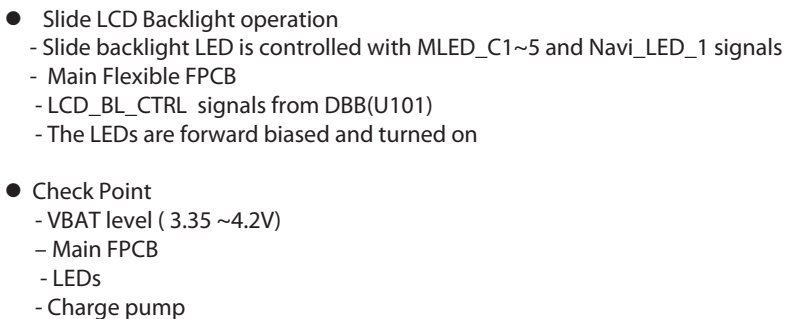 ● Slide LCD Backlight operation
- Slide backlight LED is controlled with MLED_C1~5 and Navi_LED_1 signals
- Main Flexible FPCB
- LCD_BL_CTRL signals from DBB(U101)
- The LEDs are forward biased and turned on
● Check Point
- VBAT level ( 3.35 ~4.2V)
– Main FPCB
- LEDs
- Charge pump